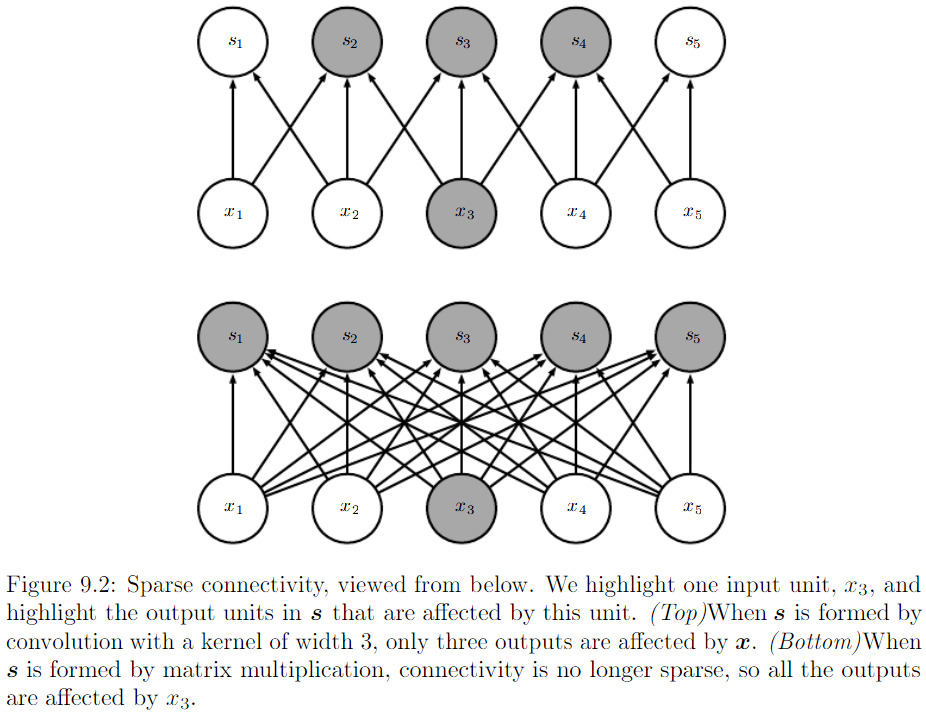 s1 s2 s3 s4 s5
x1 x2 x3 x4 x5
s1 s2 s3 s4 s5
x1 x2 x3 x4 x5
Figure 9.2: Sparse connectivity, viewed from below. We highlight one input unit, x3, and
highlight the output units in s that are affected by this unit. (Top)When s is formed by
convolution with a kernel of width 3, only three outputs are affected by x. (Bottom)When
s is formed by matrix multiplication, connectivity is no longer sparse, so all the outputs
are affected by x3.